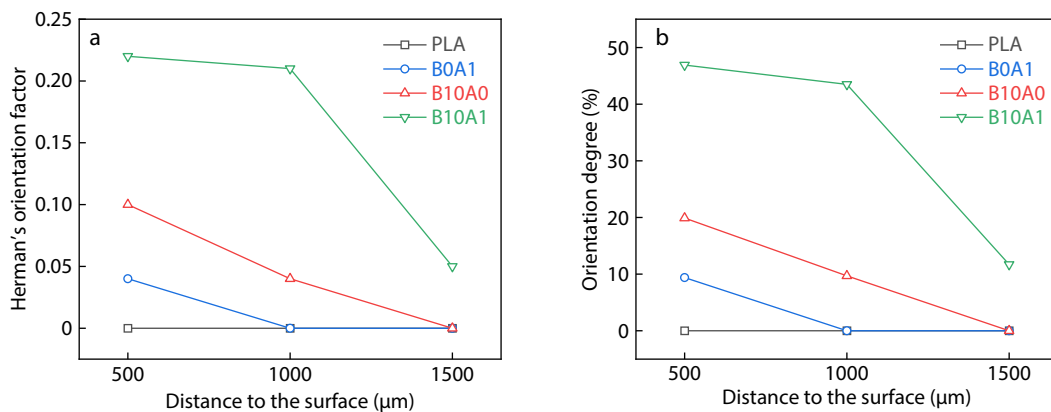 a
PLA
B0A1
B10A0
B10A1
0.25
0.20
0.15
0.10
0.05
0
Herman's orientation factor
500
1000
1500
Distance to the surface (μm)
b
PLA
B0A1
B10A0
B10A1
50
40
30
20
10
0
Orientation degree (%)
500
1000
1500
Distance to the surface (μm)